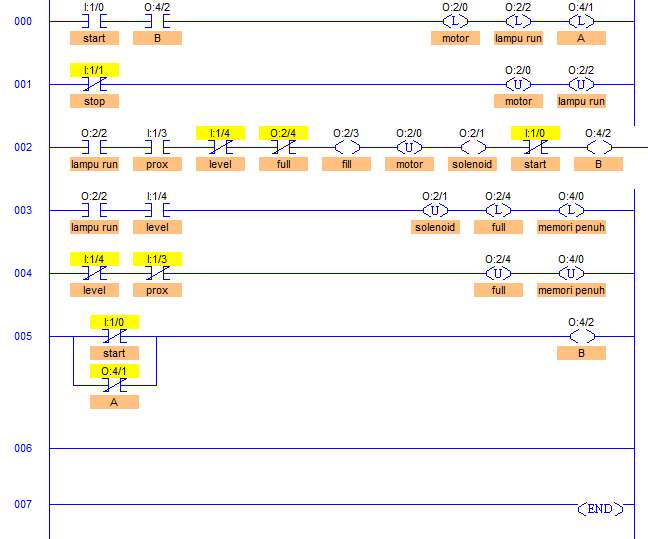 I:1/0 O:4/2 O:2/0 O:2/2 O:4/1
000 L L L
start B motor lampu run A
I:1/1 O:2/0 O:2/2
001 U U
stop motor lampu run
O:2/2 I:1/3 I:1/4 O:2/4 O:2/3 O:2/0 O:2/1 I:1/0 O:4/2
002 U
lampu run prox level full fill motor solenoid start B
O:2/2 I:1/4 O:2/1 O:2/4 O:4/0
003 U L L
lampu run level solenoid full memori penuh
I:1/4 I:1/3 O:2/4 O:4/0
004 U U
level prox full memori penuh
I:1/0 O:4/2
005
start B
O:4/1
A
006
007 END